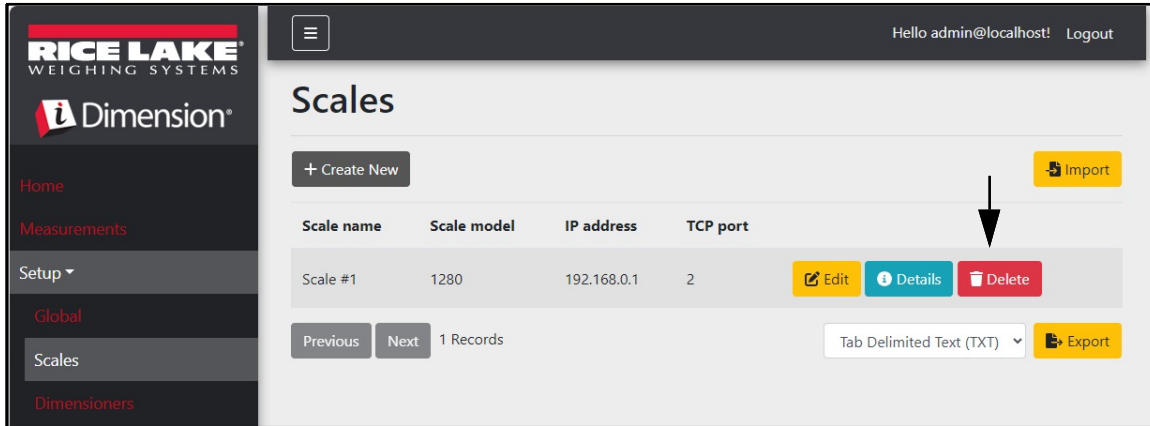 RICE LAKE®
WEIGHING SYSTEMS
i Dimension®
Home
Measurements
Setup
Global
Scales
Dimensioners
Hello admin@localhost! Logout
Scales
+ Create New
Import
Scale name Scale model IP address TCP port
Scale #1 1280 192.168.0.1 2 Edit Details Delete
Previous Next 1 Records Tab Delimited Text (TXT) Export